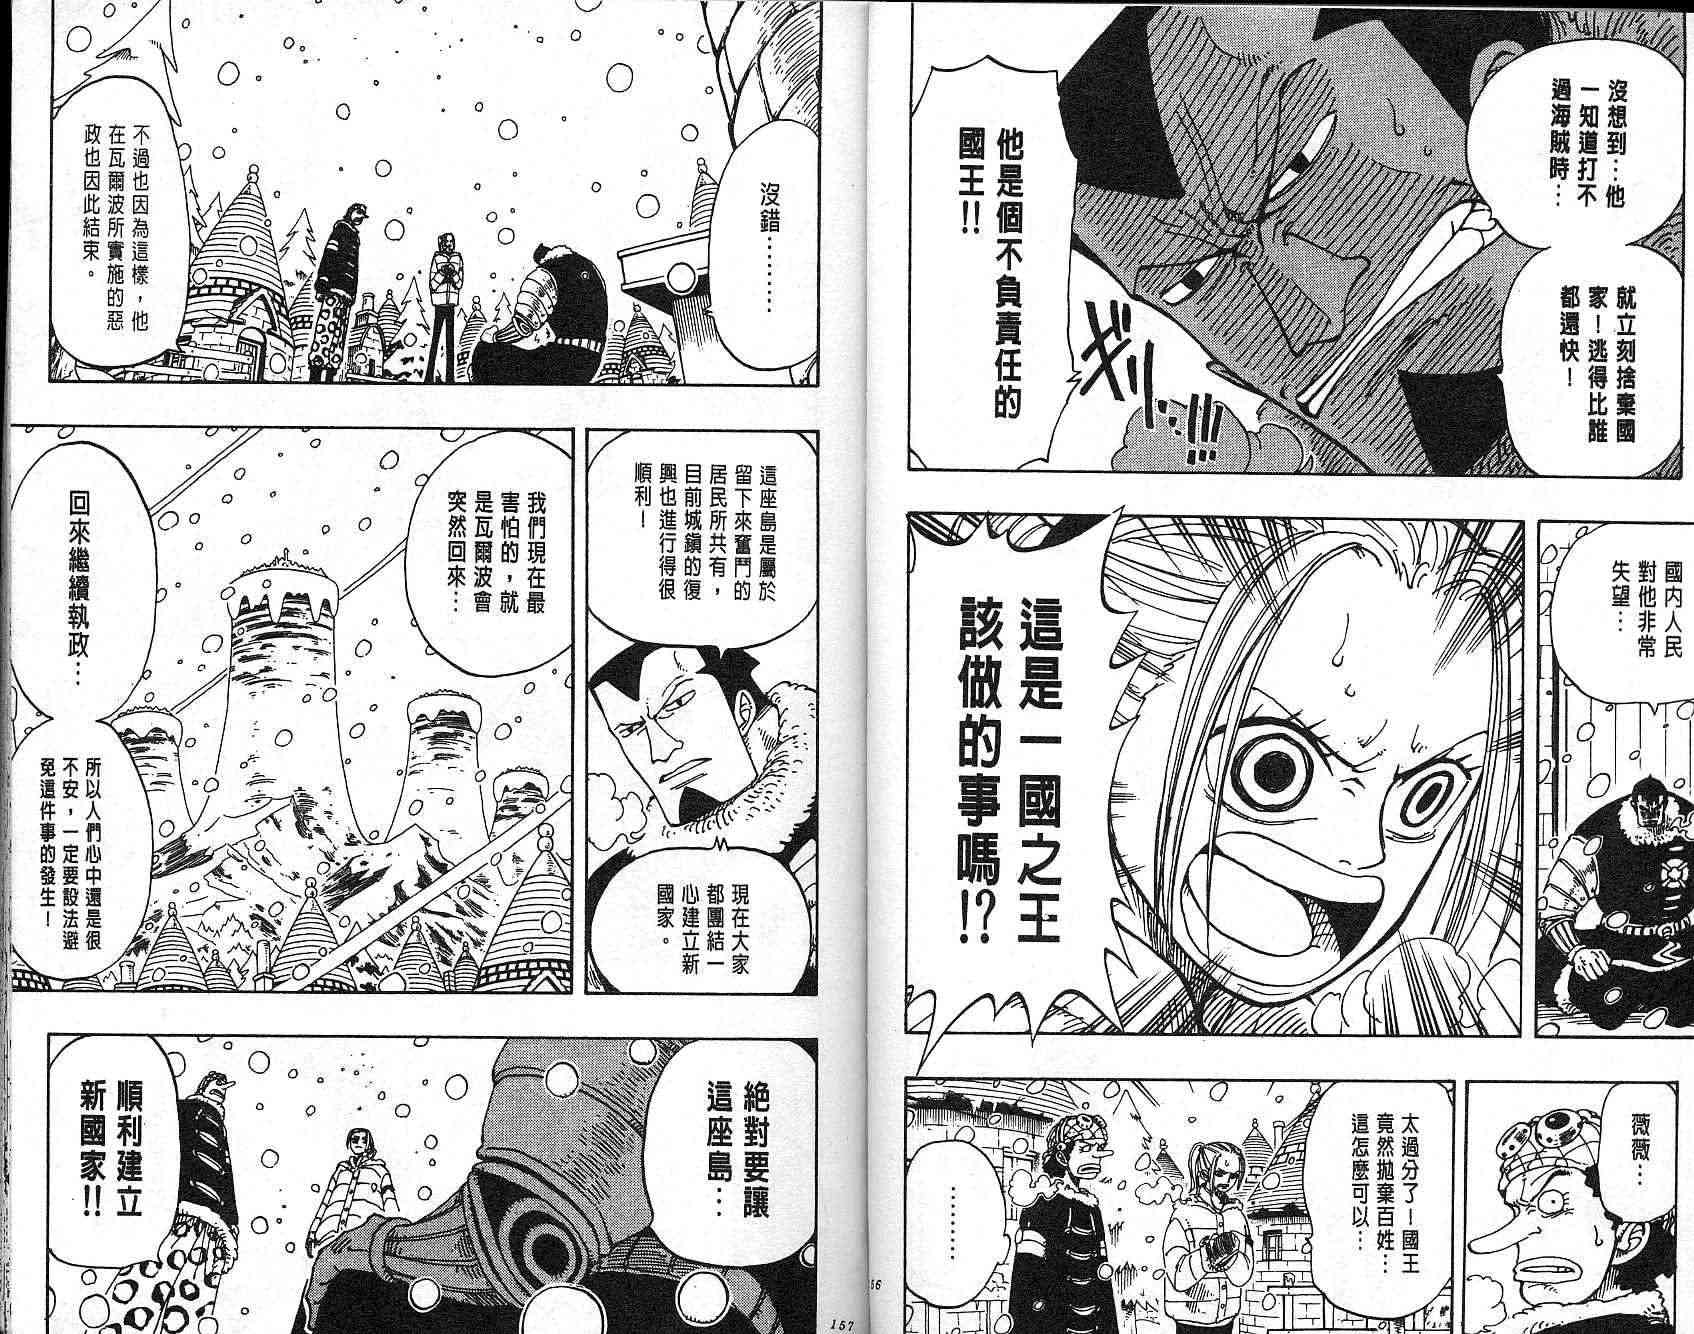 沒想到…他
一知道打不
過海賊時…
就立刻捨棄國
家！逃得比誰
都還快！
他是個不負責任的
國王!!
ギリ
國內人民
對他非常
失望…
這是一國之王
該做的事嗎!?
薇薇…
太過分了！國王
竟然拋棄百姓…
這怎麼可以…
………
56
沒錯………
不過也因為這樣，他
在瓦爾波所實施的惡
政也因此結束。
這座島是屬於
留下來奮鬥的
居民所共有，
目前城鎮的復
興也進行得很
順利！
現在大家
都團結一
心建立新
國家。
我們現在最
害怕的，就
是瓦爾波會
突然回來…
回來繼續執政…
所以人們心中還是很
不安，一定要設法避
免這件事的發生！
絕對要讓
這座島…
順利建立
新國家!!
157